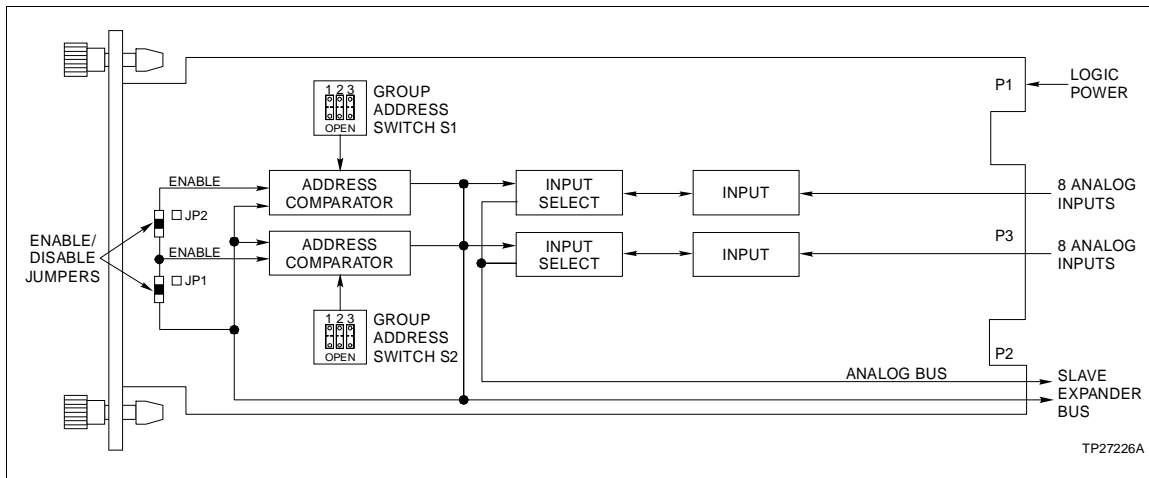 1 2 3
OPEN
GROUP
ADDRESS
SWITCH S1
P1
LOGIC
POWER
ENABLE
ADDRESS
COMPARATOR
INPUT
SELECT
INPUT
8 ANALOG
INPUTS
JP2
ENABLE/
DISABLE
JUMPERS
ENABLE
ADDRESS
COMPARATOR
INPUT
SELECT
INPUT
P3
8 ANALOG
INPUTS
JP1
1 2 3
OPEN
GROUP
ADDRESS
SWITCH S2
P2
ANALOG BUS
SLAVE
EXPANDER
BUS
TP27226A